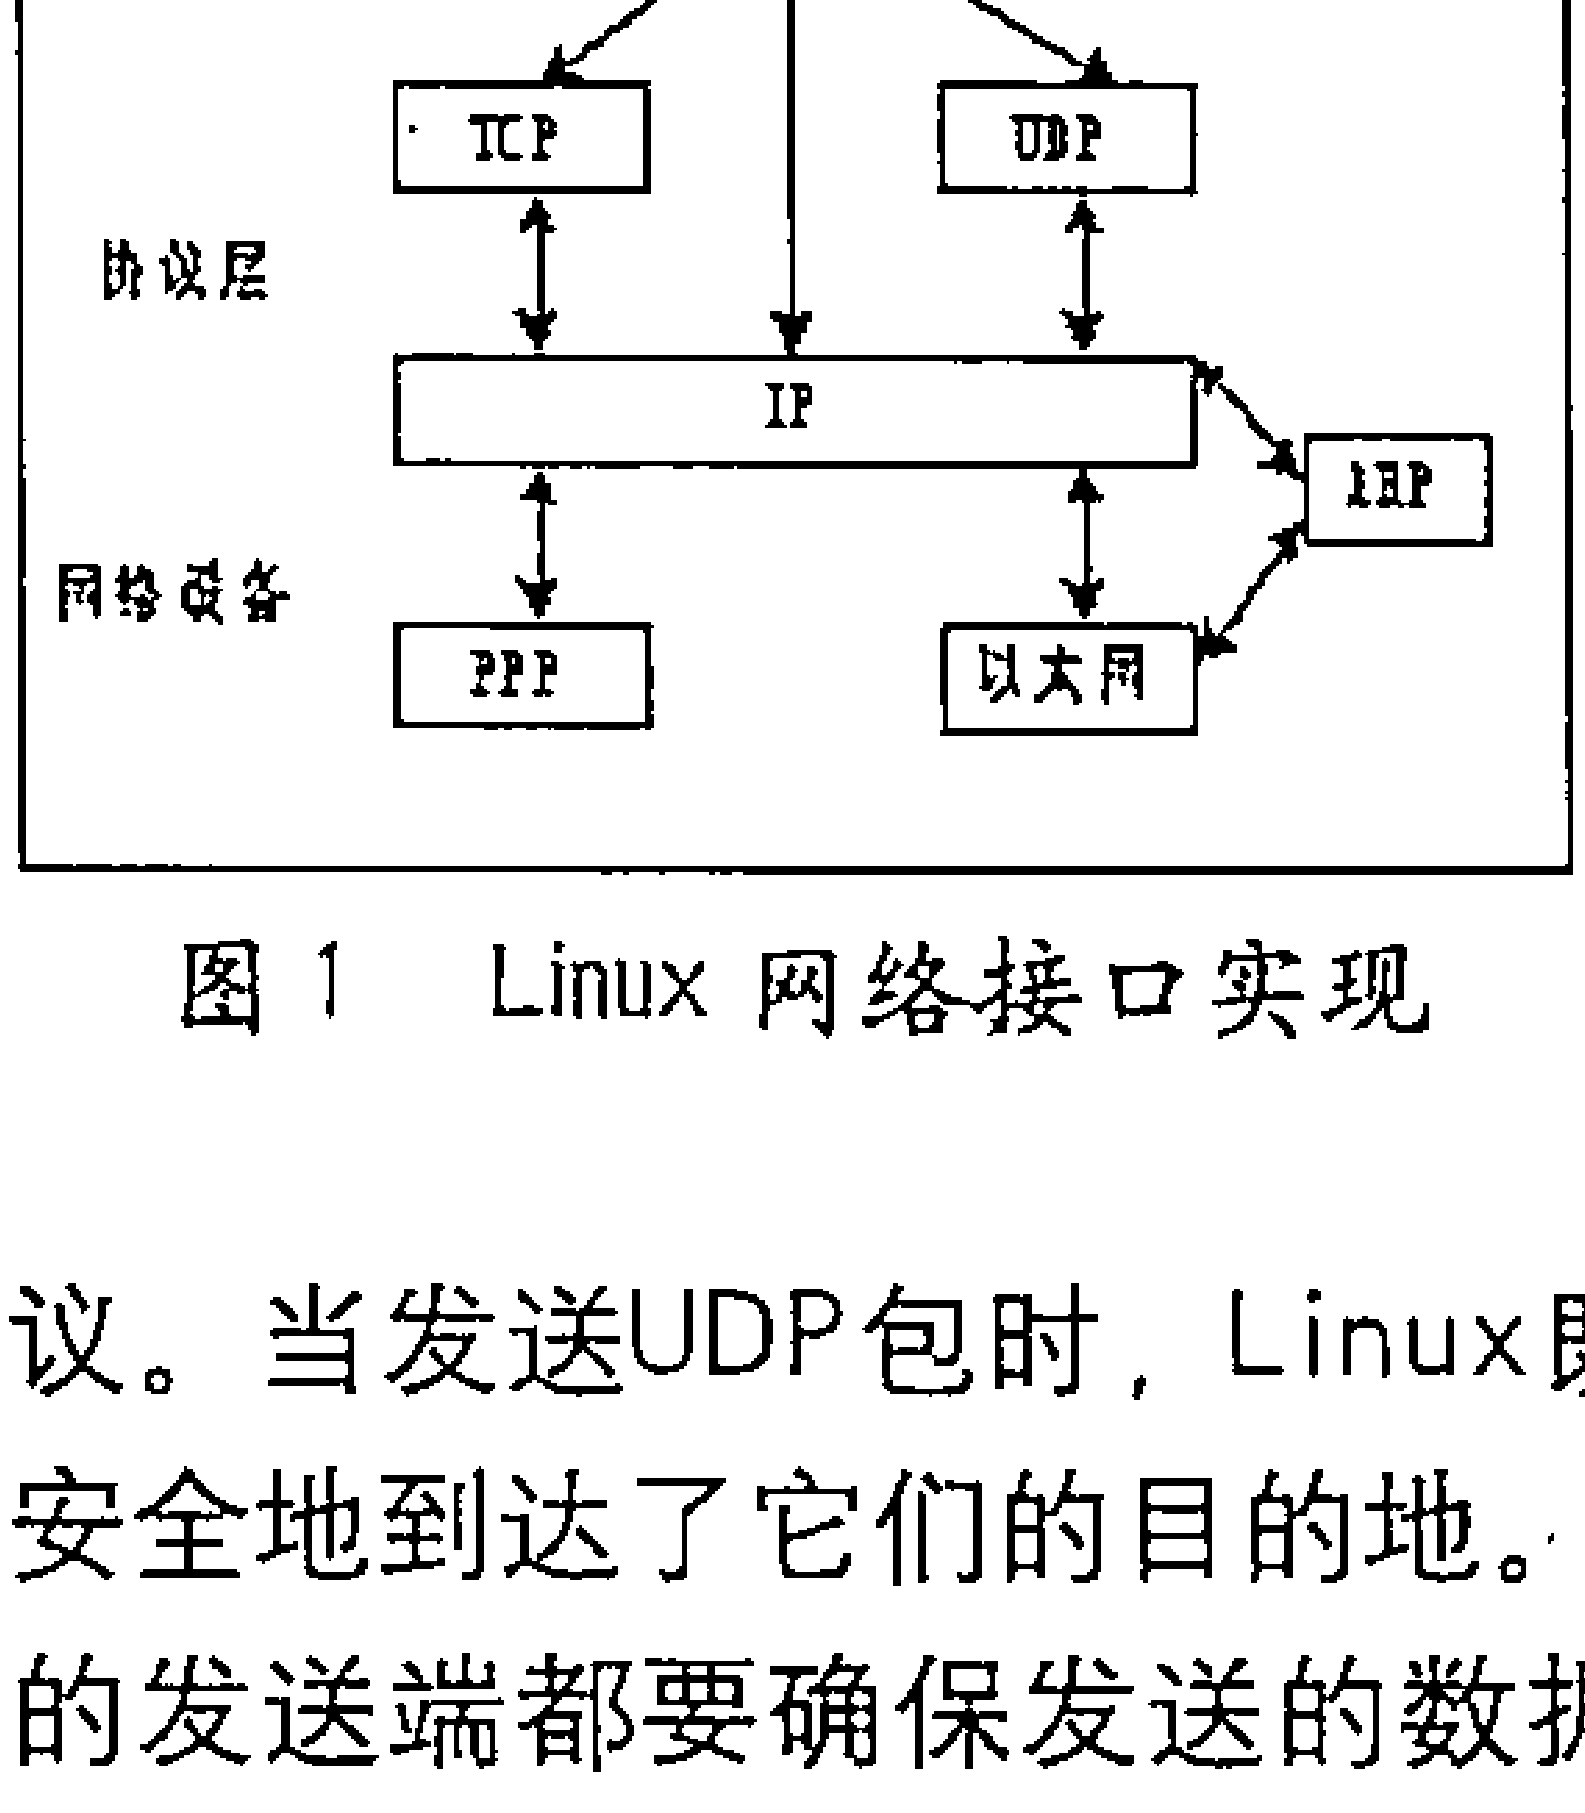 TCP UDP
协议层
IP
ARP
网络设备
PPP 以太网
图 1 Linux 网络接口实现
议。当发送UDP包时，Linux
安全地到达了它们的目的地。
的发送端都要确保发送的数